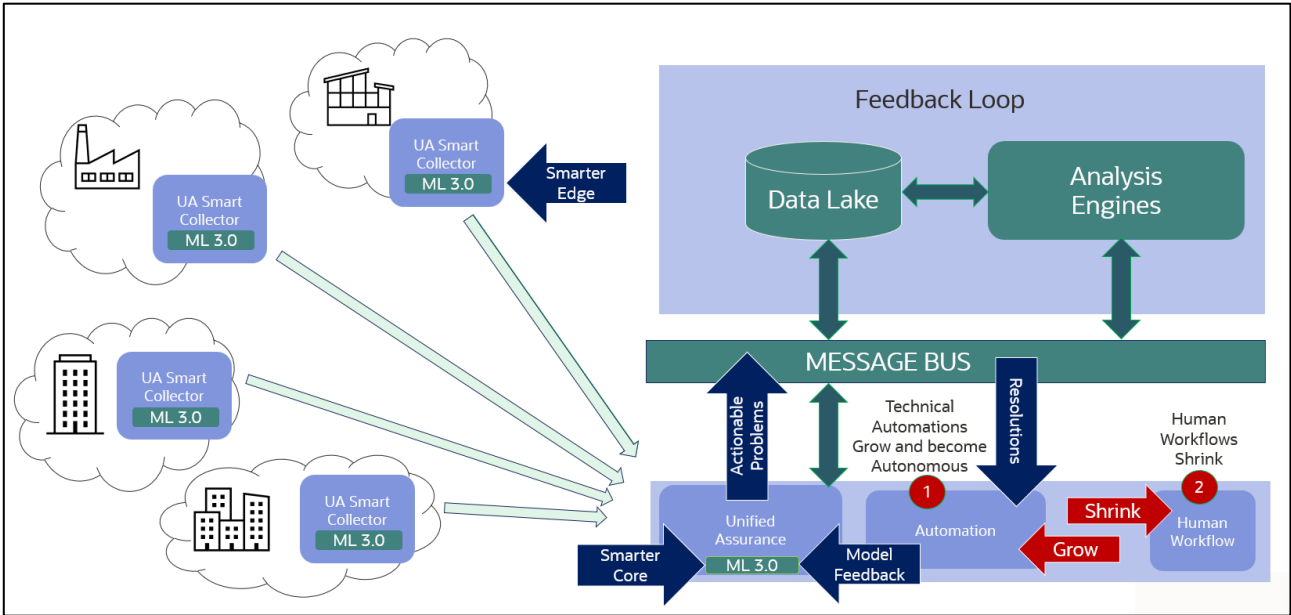 UA Smart
Collector
ML 3.0
Smarter
Edge
UA Smart
Collector
ML 3.0
UA Smart
Collector
ML 3.0
UA Smart
Collector
ML 3.0
Feedback Loop
Data Lake
Analysis
Engines
MESSAGE BUS
Actionable
Problems
Technical
Automations
Grow and become
Autonomous
1
Resolutions
Human
Workflows
Shrink
2
Smarter
Core
Unified
Assurance
ML 3.0
Model
Feedback
Automation
Shrink
Grow
Human
Workflow